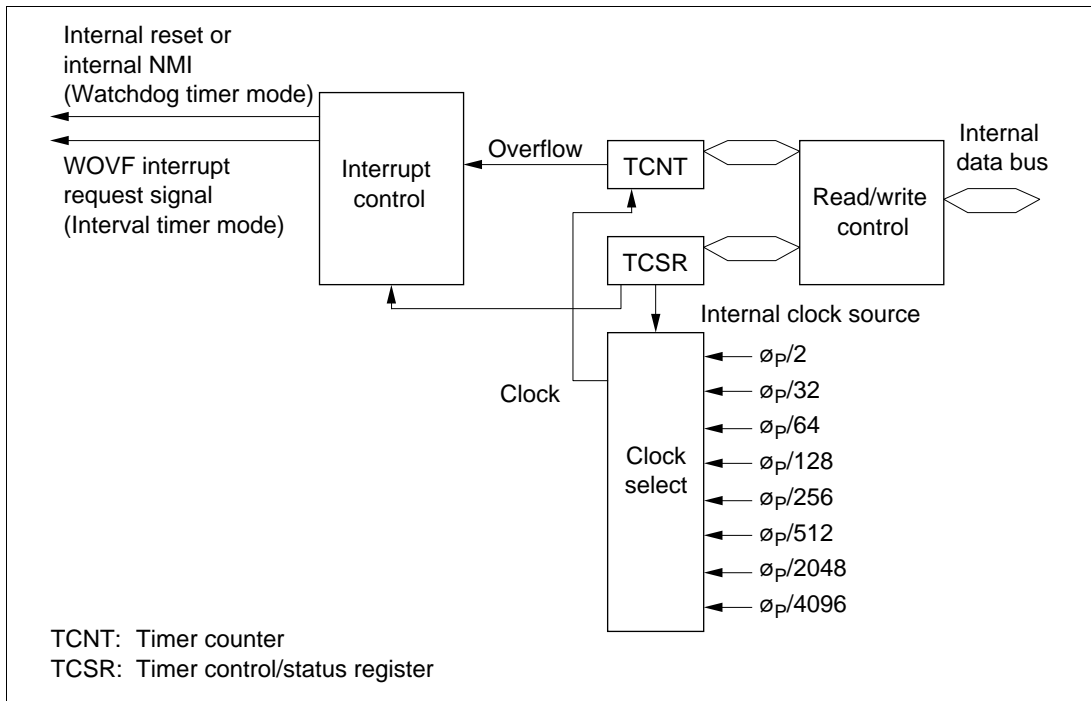 Internal reset or
internal NMI
(Watchdog timer mode)
WOVF interrupt
request signal
(Interval timer mode)
Interrupt
control
Overflow
TCNT
TCSR
Read/write
control
Internal
data bus
Internal clock source
Clock
Clock
select
øP/2
øP/32
øP/64
øP/128
øP/256
øP/512
øP/2048
øP/4096
TCNT: Timer counter
TCSR: Timer control/status register